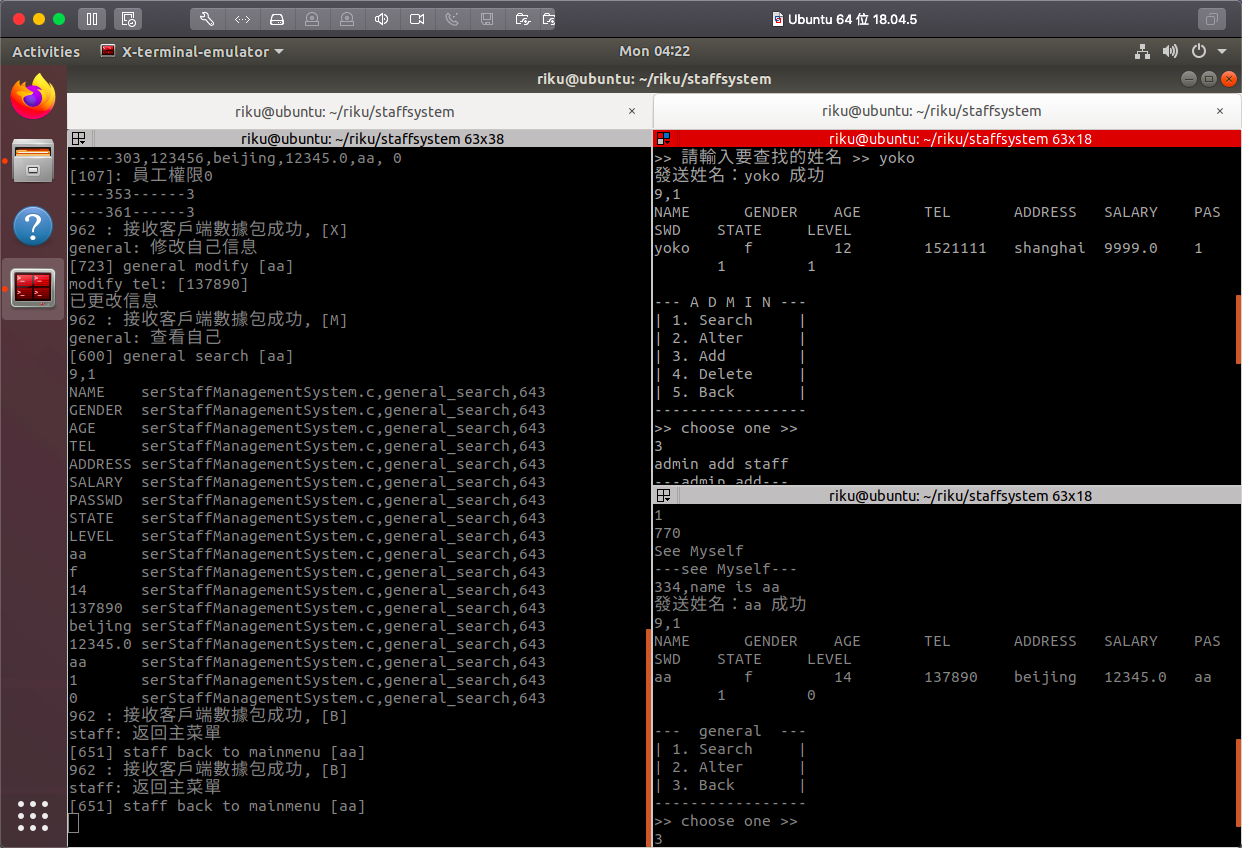 Ubuntu 64 位 18.04.5
Activities X-terminal-emulator Mon 04:22
riku@ubuntu: ~/riku/staffsystem
riku@ubuntu: ~/riku/staffsystem ×
riku@ubuntu: ~/riku/staffsystem 63x38
-----303,123456,beijing,12345.0,aa, 0
[107]: 員工權限0
----353------3
----361------3
962 : 接收客戶端數據包成功, [X]
general: 修改自己信息
[723] general modify [aa]
modify tel: [137890]
已更改信息
962 : 接收客戶端數據包成功, [M]
general: 查看自己
[600] general search [aa]
9,1
NAME serStaffManagementSystem.c,general_search,643
GENDER serStaffManagementSystem.c,general_search,643
AGE serStaffManagementSystem.c,general_search,643
TEL serStaffManagementSystem.c,general_search,643
ADDRESS serStaffManagementSystem.c,general_search,643
SALARY serStaffManagementSystem.c,general_search,643
PASSWD serStaffManagementSystem.c,general_search,643
STATE serStaffManagementSystem.c,general_search,643
LEVEL serStaffManagementSystem.c,general_search,643
aa serStaffManagementSystem.c,general_search,643
f serStaffManagementSystem.c,general_search,643
14 serStaffManagementSystem.c,general_search,643
137890 serStaffManagementSystem.c,general_search,643
beijing serStaffManagementSystem.c,general_search,643
12345.0 serStaffManagementSystem.c,general_search,643
aa serStaffManagementSystem.c,general_search,643
1 serStaffManagementSystem.c,general_search,643
0 serStaffManagementSystem.c,general_search,643
962 : 接收客戶端數據包成功, [B]
staff: 返回主菜單
[651] staff back to mainmenu [aa]
962 : 接收客戶端數據包成功, [B]
staff: 返回主菜單
[651] staff back to mainmenu [aa]
riku@ubuntu: ~/riku/staffsystem ×
riku@ubuntu: ~/riku/staffsystem 63x18
>> 請輸入要查找的姓名 >> yoko
發送姓名：yoko 成功
9,1
NAME GENDER AGE TEL ADDRESS SALARY PAS
SWD STATE LEVEL
yoko f 12 1521111 shanghai 9999.0 1
1 1
--- A D M I N ---
| 1. Search |
| 2. Alter |
| 3. Add |
| 4. Delete |
| 5. Back |
-----------------
>> choose one >>
3
admin add staff
---admin add---
riku@ubuntu: ~/riku/staffsystem 63x18
1
770
See Myself
---see Myself---
334,name is aa
發送姓名：aa 成功
9,1
NAME GENDER AGE TEL ADDRESS SALARY PAS
SWD STATE LEVEL
aa f 14 137890 beijing 12345.0 aa
1 0
--- general ---
| 1. Search |
| 2. Alter |
| 3. Back |
-----------------
>> choose one >>
3